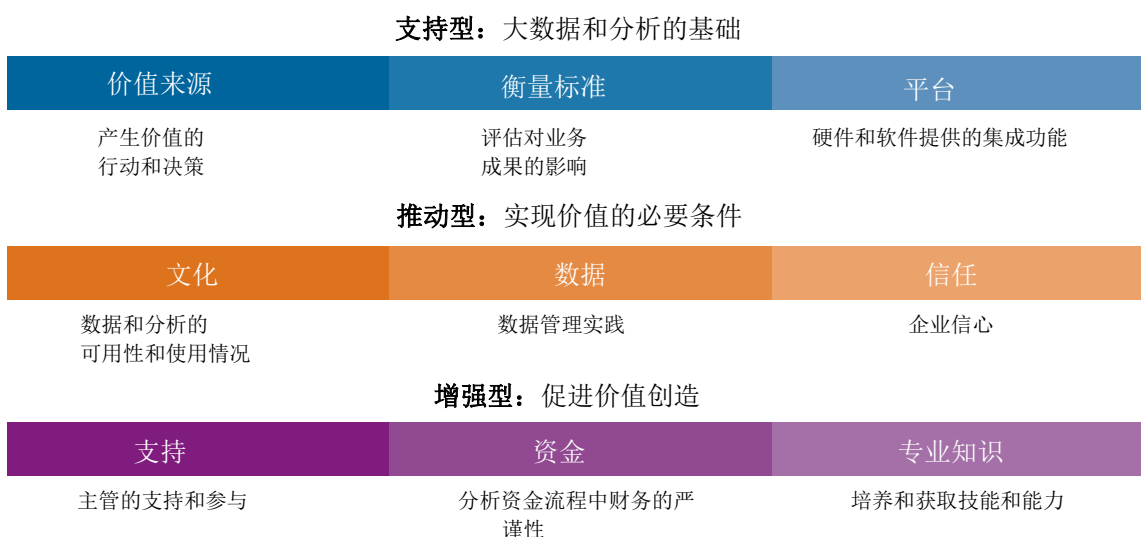 支持型：大数据和分析的基础
价值来源 衡量标准 平台
产生价值的 评估对业务 硬件和软件提供的集成功能
行动和决策 成果的影响
推动型：实现价值的必要条件
文化 数据 信任
数据和分析的 数据管理实践 企业信心
可用性和使用情况
增强型：促进价值创造
支持 资金 专业知识
主管的支持和参与 分析资金流程中财务的严 培养和获取技能和能力
谨性